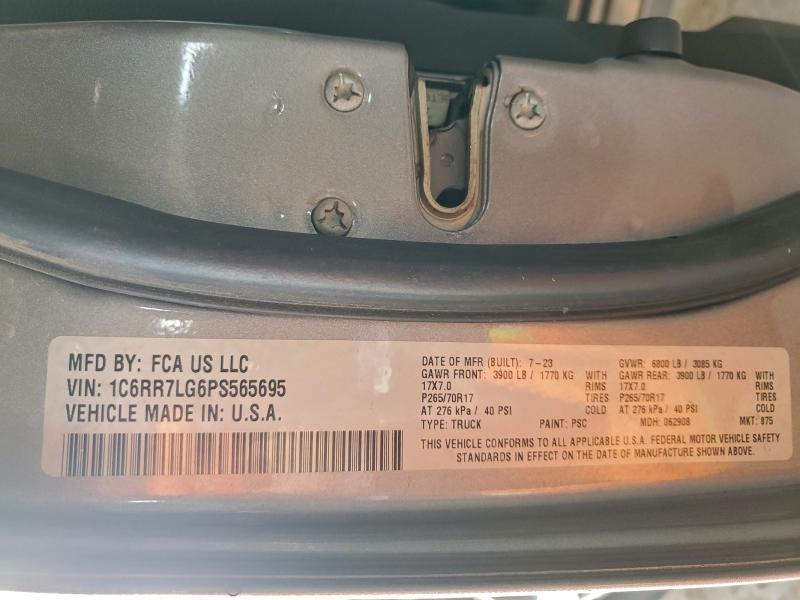 MFD BY: FCA US LLC
VIN: 1C6RR7LG6PS565695
VEHICLE MADE IN: U.S.A.
DATE OF MFR (BUILT): 7-23 GVWR: 6800 LB / 3085 KG
GAWR FRONT: 3900 LB / 1770 KG WITH GAWR REAR: 3900 LB / 1770 KG WITH
17X7.0 RIMS 17X7.0 RIMS
P265/70R17 TIRES P265/70R17 TIRES
AT 276 kPa / 40 PSI COLD AT 276 kPa / 40 PSI COLD
TYPE: TRUCK PAINT: PSC MDH: 062908 MKT: 875
THIS VEHICLE CONFORMS TO ALL APPLICABLE U.S.A. FEDERAL MOTOR VEHICLE SAFETY
STANDARDS IN EFFECT ON THE DATE OF MANUFACTURE SHOWN ABOVE.